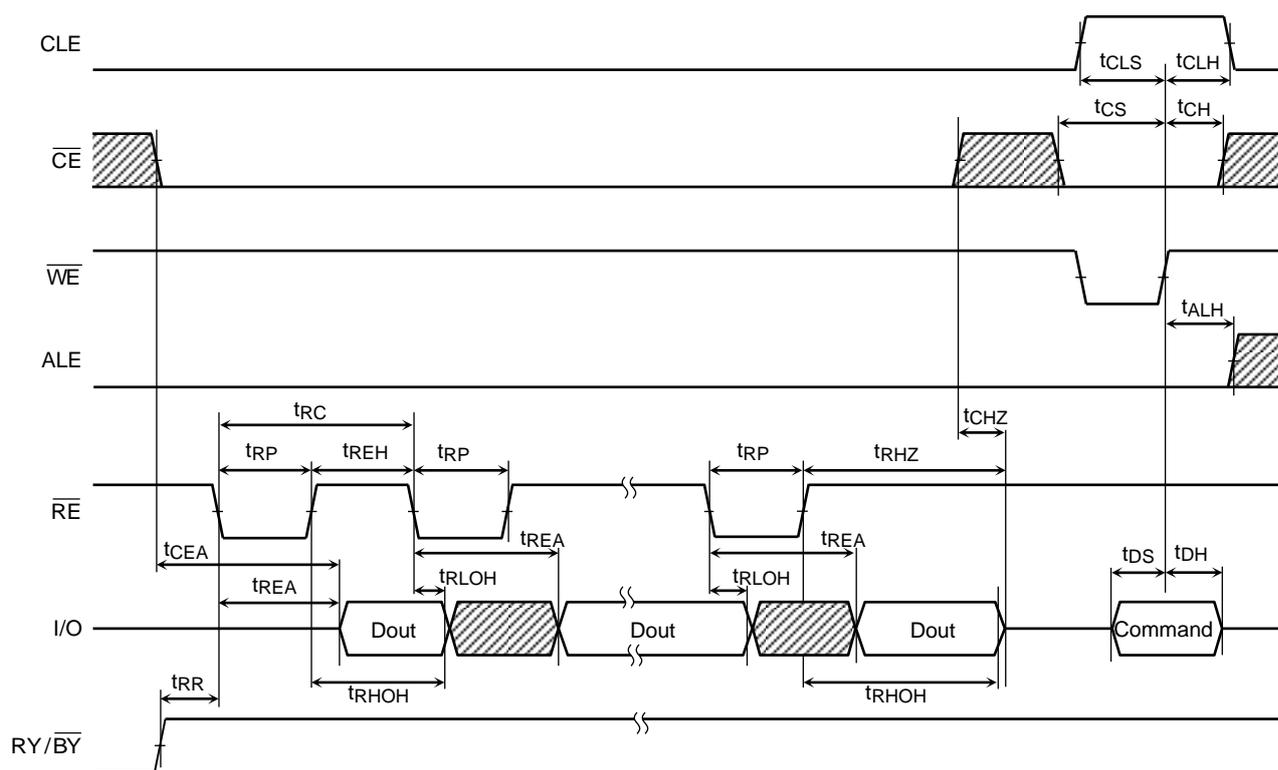 CLE
tCLS
tCLH
tCS
tCH
CE
WE
tALH
ALE
tRC
tCHZ
tRP
tREH
tRP
tRP
tRHZ
RE
tCEA
tREA
tREA
tDS
tDH
tREA
tRLOH
tRLOH
I/O
Dout
Dout
Dout
Command
tRR
tRHOH
tRHOH
RY/BY